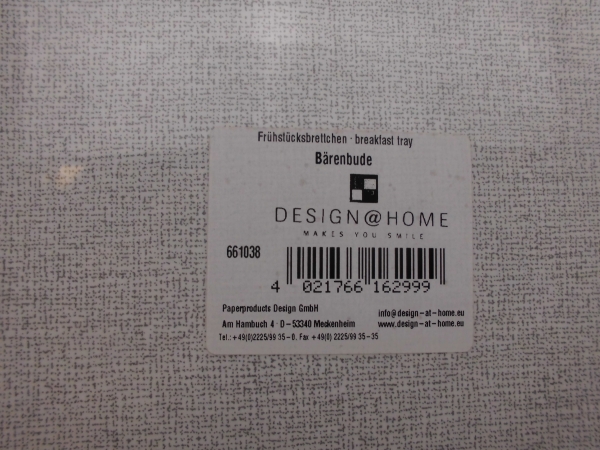 Frühstücksbrettchen · breakfast tray
Bärenbude
DESIGN@HOME
MAKES YOU SMILE
661038
4 021766 162999
Paperproducts Design GmbH
Am Hambuch 4 · D-53340 Meckenheim
Tel.: +49(0)2225/99 35-0, Fax +49(0) 2225/99 35-35
info@design-at-home.eu
www.design-at-home.eu